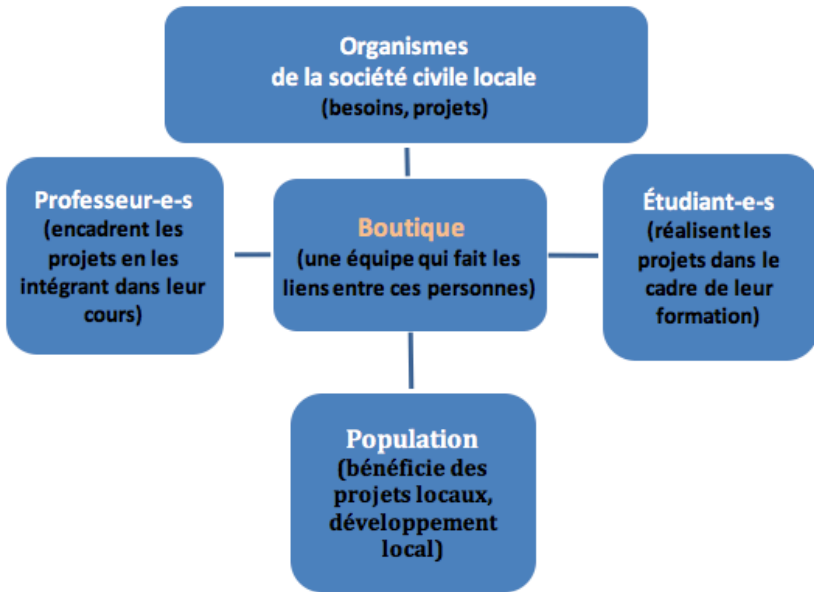 Organismes
de la société civile locale
(besoins, projets)
Professeur-e-s
(encadrent les
projets en les
intégrant dans leur
cours)
Boutique
(une équipe qui fait les
liens entre ces personnes)
Étudiant-e-s
(réalisent les
projets dans le
cadre de leur
formation)
Population
(bénéficie des
projets locaux,
développement
local)